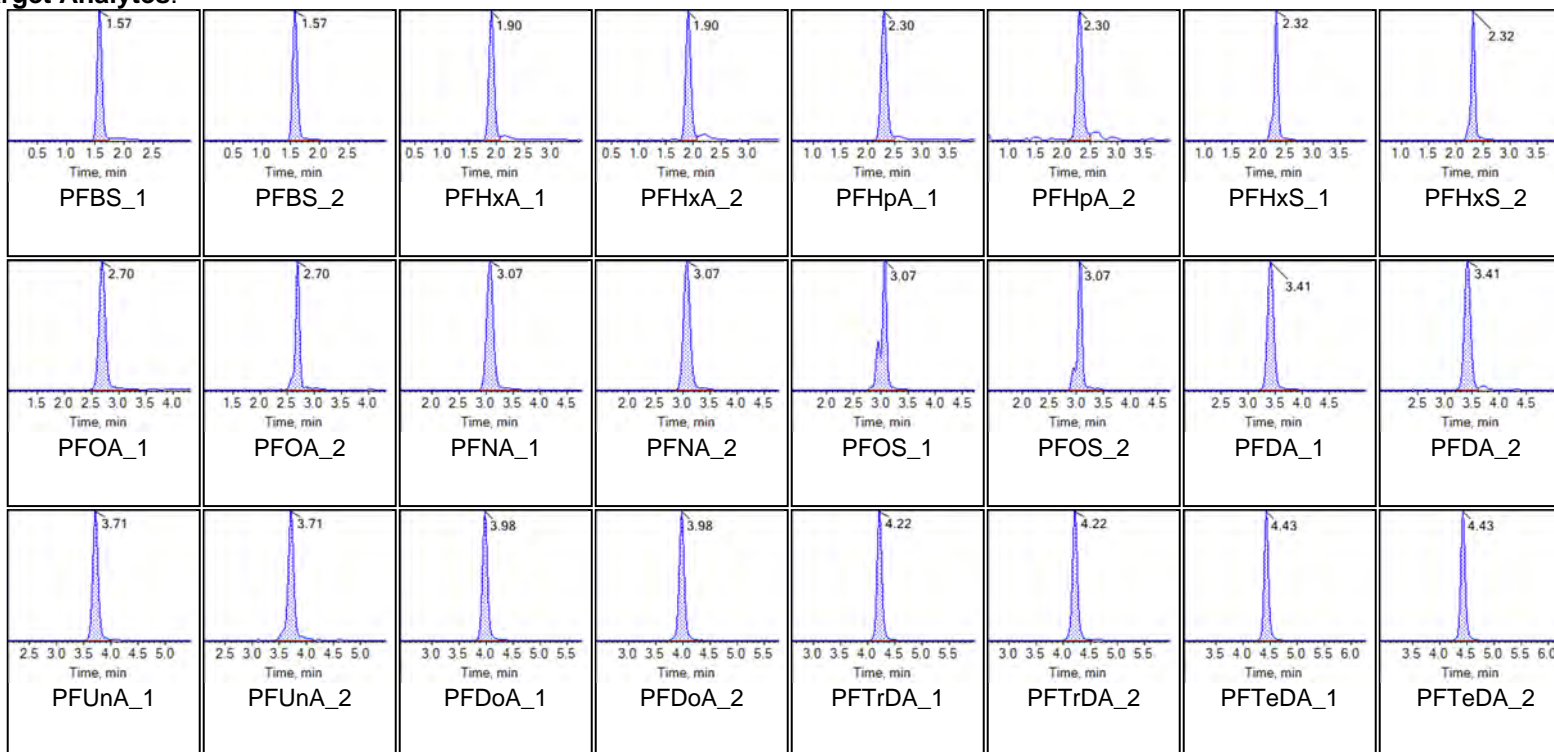 rget Analytes:
1.57 1.57 1.90 1.90 2.30 2.30 2.32 2.32
0.5 1.0 1.5 2.0 2.5 0.5 1.0 1.5 2.0 2.5 0.5 1.0 1.5 2.0 2.5 3.0 0.5 1.0 1.5 2.0 2.5 3.0 1.0 1.5 2.0 2.5 3.0 3.5 1.0 1.5 2.0 2.5 3.0 3.5 1.0 1.5 2.0 2.5 3.0 3.5 1.0 1.5 2.0 2.5 3.0 3.5
Time, min Time, min Time, min Time, min Time, min Time, min Time, min Time, min
PFBS_1 PFBS_2 PFHxA_1 PFHxA_2 PFHpA_1 PFHpA_2 PFHxS_1 PFHxS_2
2.70 2.70 3.07 3.07 3.07 3.07 3.41 3.41
1.5 2.0 2.5 3.0 3.5 4.0 1.5 2.0 2.5 3.0 3.5 4.0 2.0 2.5 3.0 3.5 4.0 4.5 2.0 2.5 3.0 3.5 4.0 4.5 2.0 2.5 3.0 3.5 4.0 4.5 2.0 2.5 3.0 3.5 4.0 4.5 2.5 3.0 3.5 4.0 4.5 2.5 3.0 3.5 4.0 4.5
Time, min Time, min Time, min Time, min Time, min Time, min Time, min Time, min
PFOA_1 PFOA_2 PFNA_1 PFNA_2 PFOS_1 PFOS_2 PFDA_1 PFDA_2
3.71 3.71 3.98 3.98 4.22 4.22 4.43 4.43
2.5 3.0 3.5 4.0 4.5 5.0 2.5 3.0 3.5 4.0 4.5 5.0 3.0 3.5 4.0 4.5 5.0 5.5 3.0 3.5 4.0 4.5 5.0 5.5 3.0 3.5 4.0 4.5 5.0 5.5 3.0 3.5 4.0 4.5 5.0 5.5 3.5 4.0 4.5 5.0 5.5 6.0 3.5 4.0 4.5 5.0 5.5 6.0
Time, min Time, min Time, min Time, min Time, min Time, min Time, min Time, min
PFUnA_1 PFUnA_2 PFDoA_1 PFDoA_2 PFTrDA_1 PFTrDA_2 PFTeDA_1 PFTeDA_2